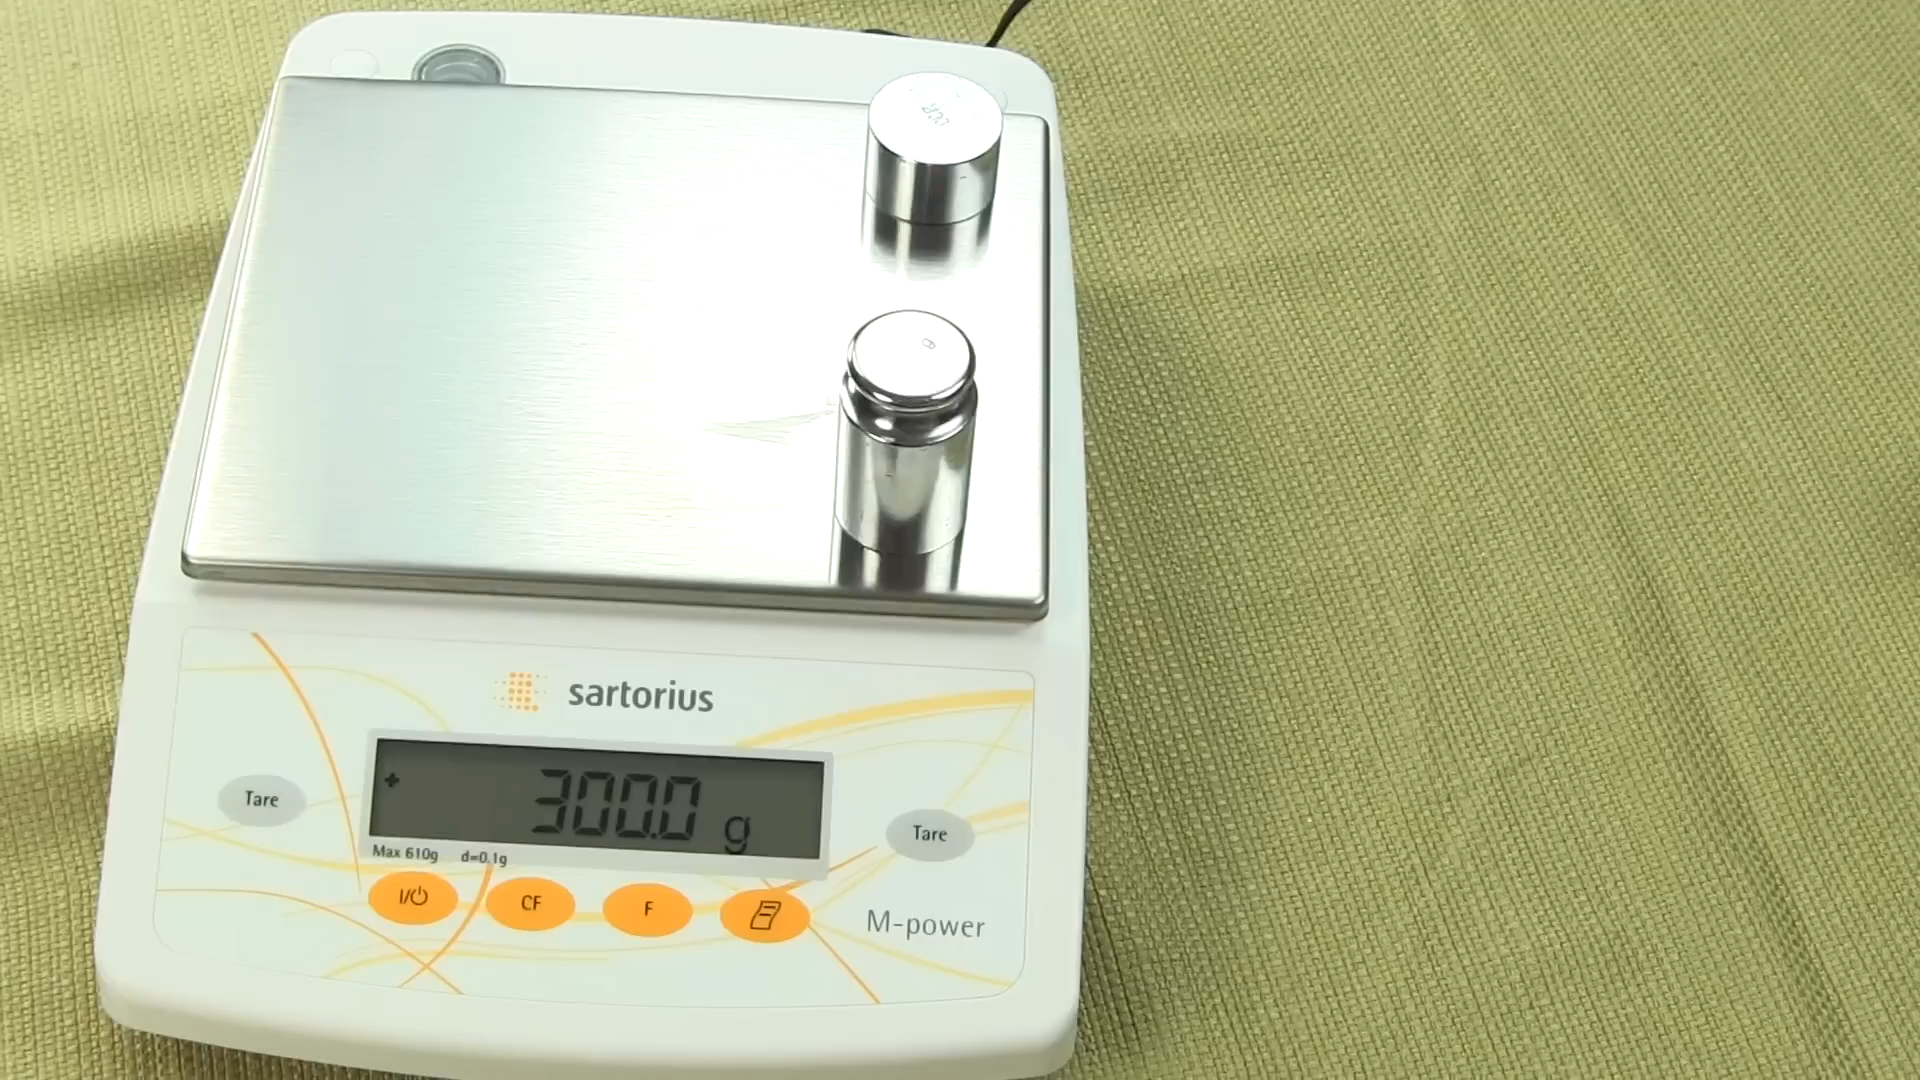 sartorius
300.0 g
Tare
Tare
Max 610g d=0.1g
I/⏻
CF
F
M-power